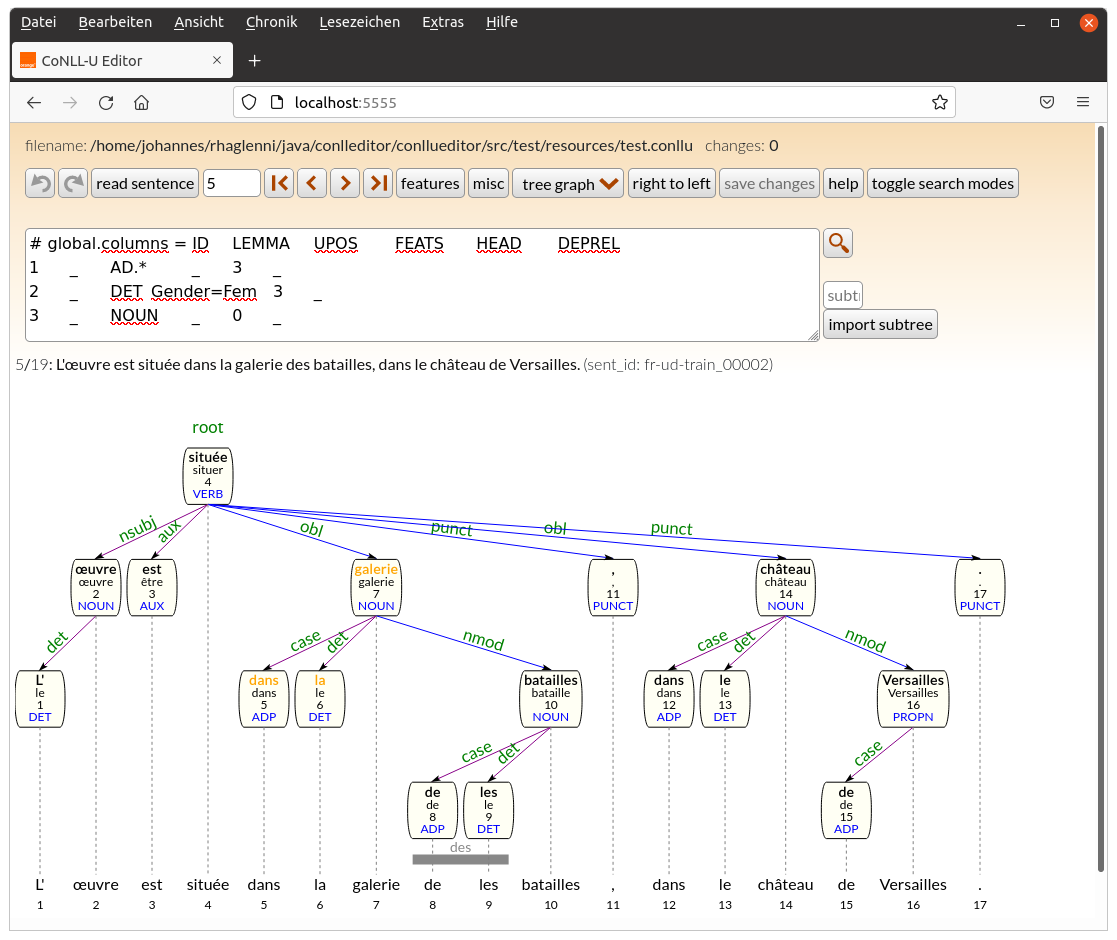 Datei Bearbeiten Ansicht Chronik Lesezeichen Extras Hilfe
CoNLL-U Editor
localhost:5555
filename: /home/johannes/rhaglenni/java/conlleditor/conllueditor/src/test/resources/test.conllu changes: 0
read sentence 5 features misc tree graph right to left save changes help toggle search modes
# global.columns = ID LEMMA UPOS FEATS HEAD DEPREL
1 _ AD.* _ 3 _
2 _ DET Gender=Fem 3 _
3 _ NOUN _ 0 _
subt
import subtree
5/19: L'œuvre est située dans la galerie des batailles, dans le château de Versailles. (sent_id: fr-ud-train_00002)
root
située
situer
4
VERB
nsubj aux obl punct obl punct
œuvre est galerie , château .
œuvre être galerie , château .
2 3 7 11 14 17
NOUN AUX NOUN PUNCT NOUN PUNCT
det case det nmod case det nmod
L' dans la batailles dans le Versailles
le dans le bataille dans le Versailles
1 5 6 10 12 13 16
DET ADP DET NOUN ADP DET PROPN
case det case
de les de
de le de
8 9 15
ADP DET ADP
des
L' œuvre est située dans la galerie de les batailles , dans le château de Versailles .
1 2 3 4 5 6 7 8 9 10 11 12 13 14 15 16 17